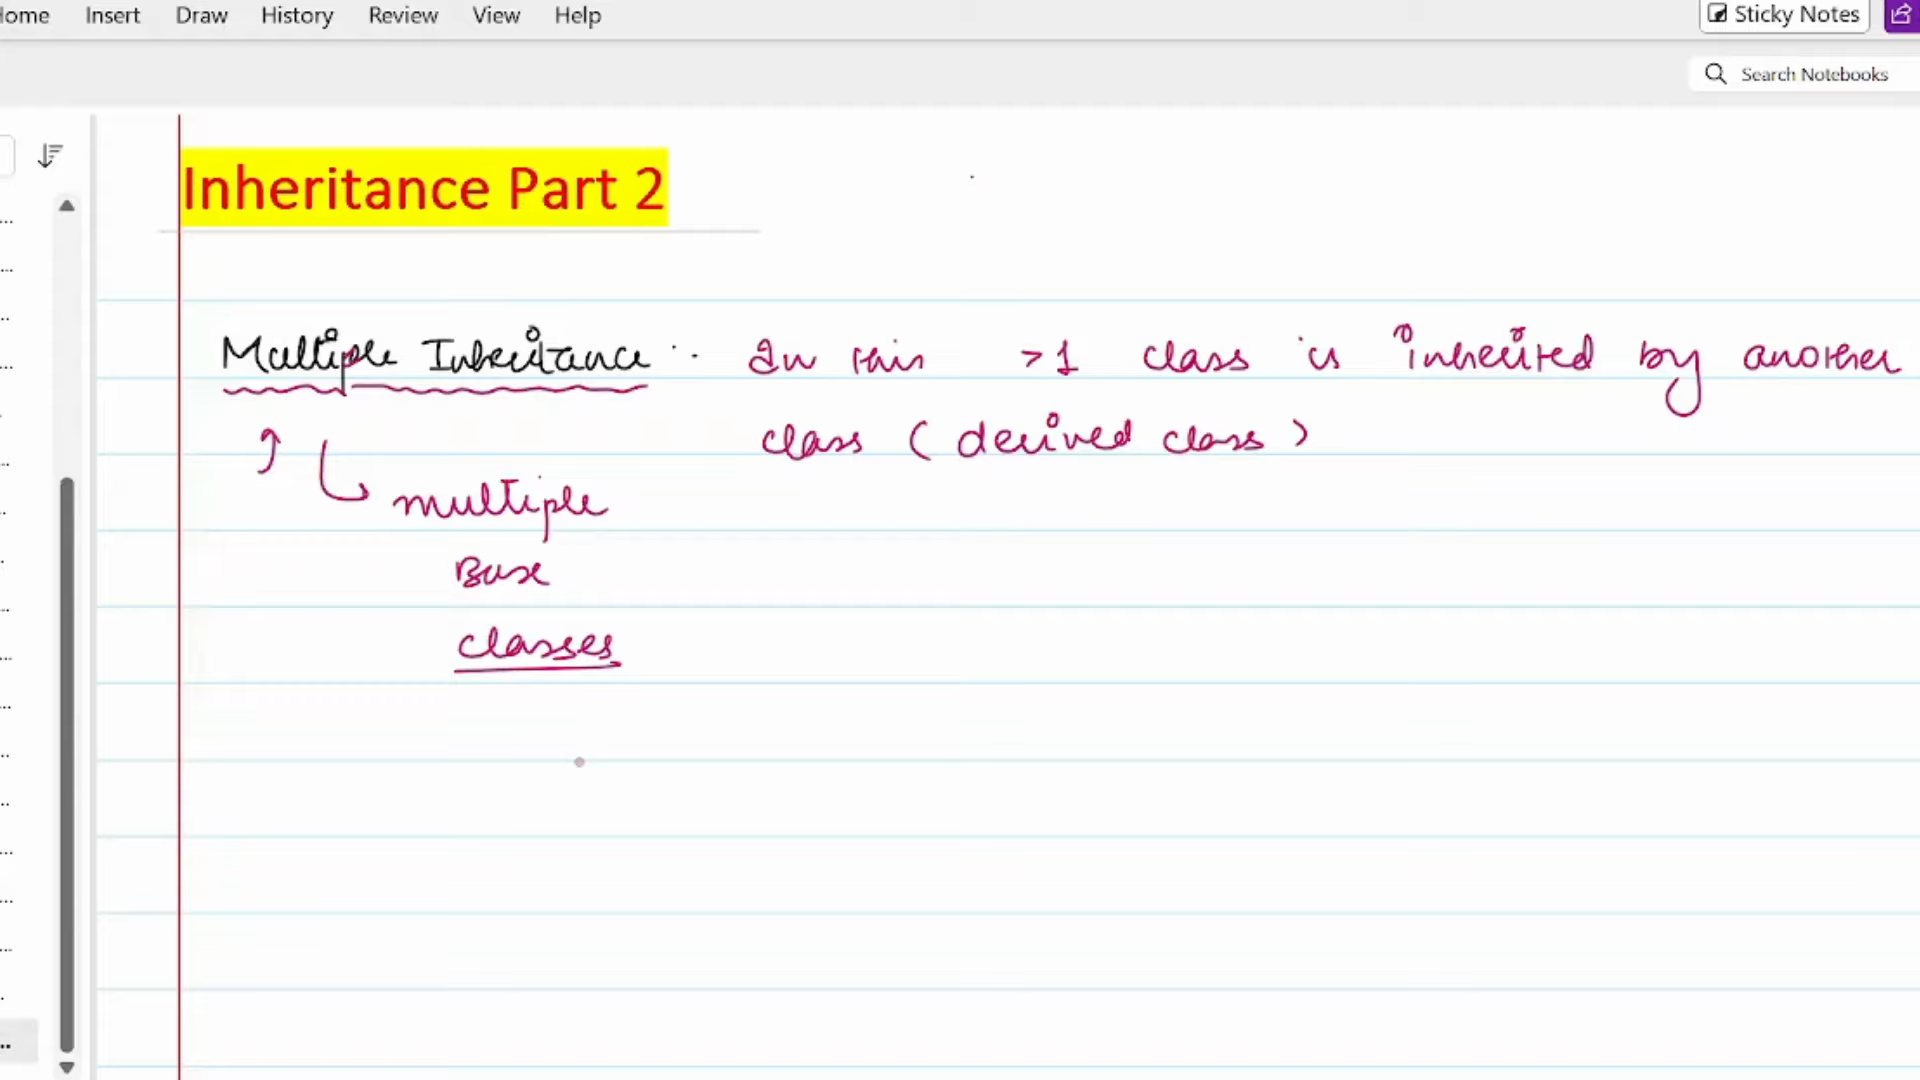 Home Insert Draw History Review View Help
Sticky Notes
Search Notebooks
Inheritance Part 2
Multiple Inheritance : In this >1 class is inherited by another
class (derived class)
multiple
Base
classes